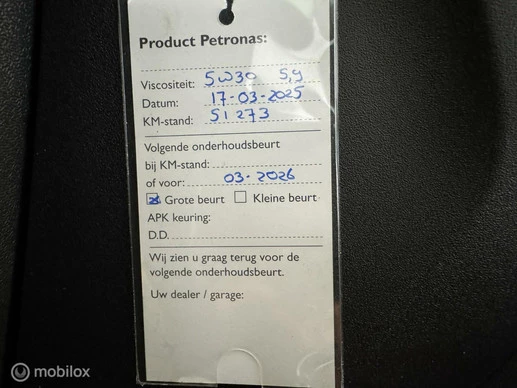 Product Petronas:
Viscositeit: 5W30 5,9
Datum: 17-03-2025
KM-stand: 51 273
Volgende onderhoudsbeurt
bij KM-stand:
of voor: 03-2026
Grote beurt Kleine beurt
APK keuring:
D.D.
Wij zien u graag terug voor de
volgende onderhoudsbeurt.
Uw dealer / garage:
mobilox